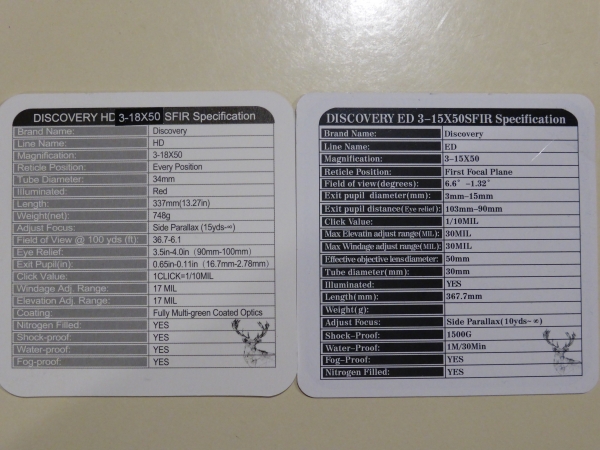 DISCOVERY HD 3-18X50 SFIR Specification
Brand Name: Discovery
Line Name: HD
Magnification: 3-18X50
Reticle Position: Every Position
Tube Diameter: 34mm
Illuminated: Red
Length: 337mm(13.27in)
Weight(net): 748g
Adjust Focus: Side Parallax (15yds-∞)
Field of View @ 100 yds (ft): 36.7-6.1
Eye Relief: 3.5in-4.0in (90mm-100mm)
Exit Pupil(in): 0.65in-0.11in (16.7mm-2.78mm)
Click Value: 1CLICK=1/10MIL
Windage Adj. Range: 17 MIL
Elevation Adj. Range: 17 MIL
Coating: Fully Multi-green Coated Optics
Nitrogen Filled: YES
Shock-proof: YES
Water-proof: YES
Fog-proof: YES
DISCOVERY ED 3-15X50SFIR Specification
Brand Name: Discovery
Line Name: ED
Magnification: 3-15X50
Reticle Position: First Focal Plane
Field of view(degrees): 6.6°-1.32°
Exit pupil diameter(mm): 3mm-15mm
Exit pupil distance(Eye relief): 103mm-90mm
Click Value: 1/10MIL
Max Elevatin adjust range(MIL) 30MIL
Max Windage adjust range(MIL) 30MIL
Effective objective lens diameter: 50mm
Tube diameter(mm): 30mm
Illuminated: YES
Length(mm): 367.7mm
Weight(g):
Adjust Focus: Side Parallax(10yds-∞)
Shock-Proof: 1500G
Water-Proof: 1M/30Min
Fog-Proof: YES
Nitrogen Filled: YES